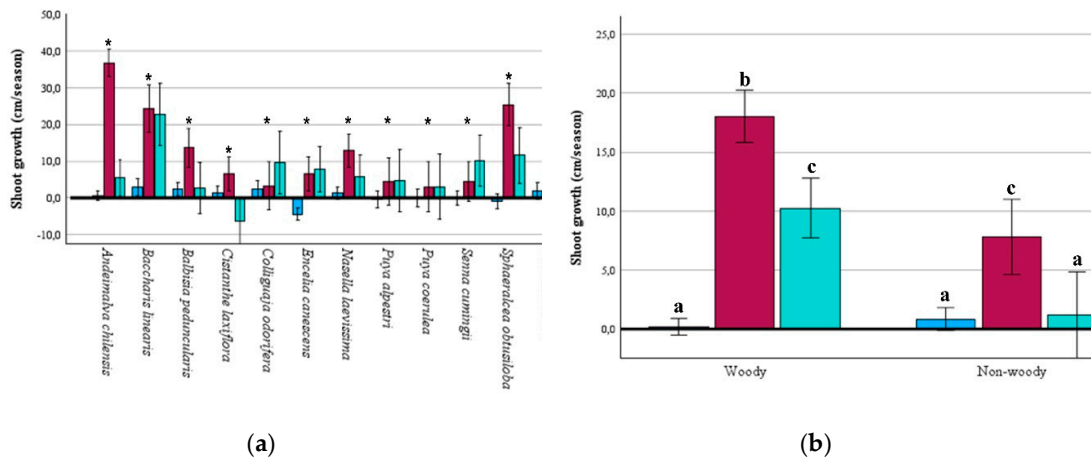 Shoot growth (cm/season)
50,0
40,0
30,0
20,0
10,0
0,0
-10,0
* * * * * * * * * * *
Andeimalva chilensis
Baccharis linearis
Balbisia peduncularis
Cistanthe laxiflora
Colliguaja odorifera
Encelia canescens
Nasella laevissima
Puya alpestri
Puya coerulea
Senna cumingii
Sphaeralcea obtusiloba
(a)
Shoot growth (cm/season)
25,0
20,0
15,0
10,0
5,0
0,0
a b c c a a
Woody Non-woody
(b)